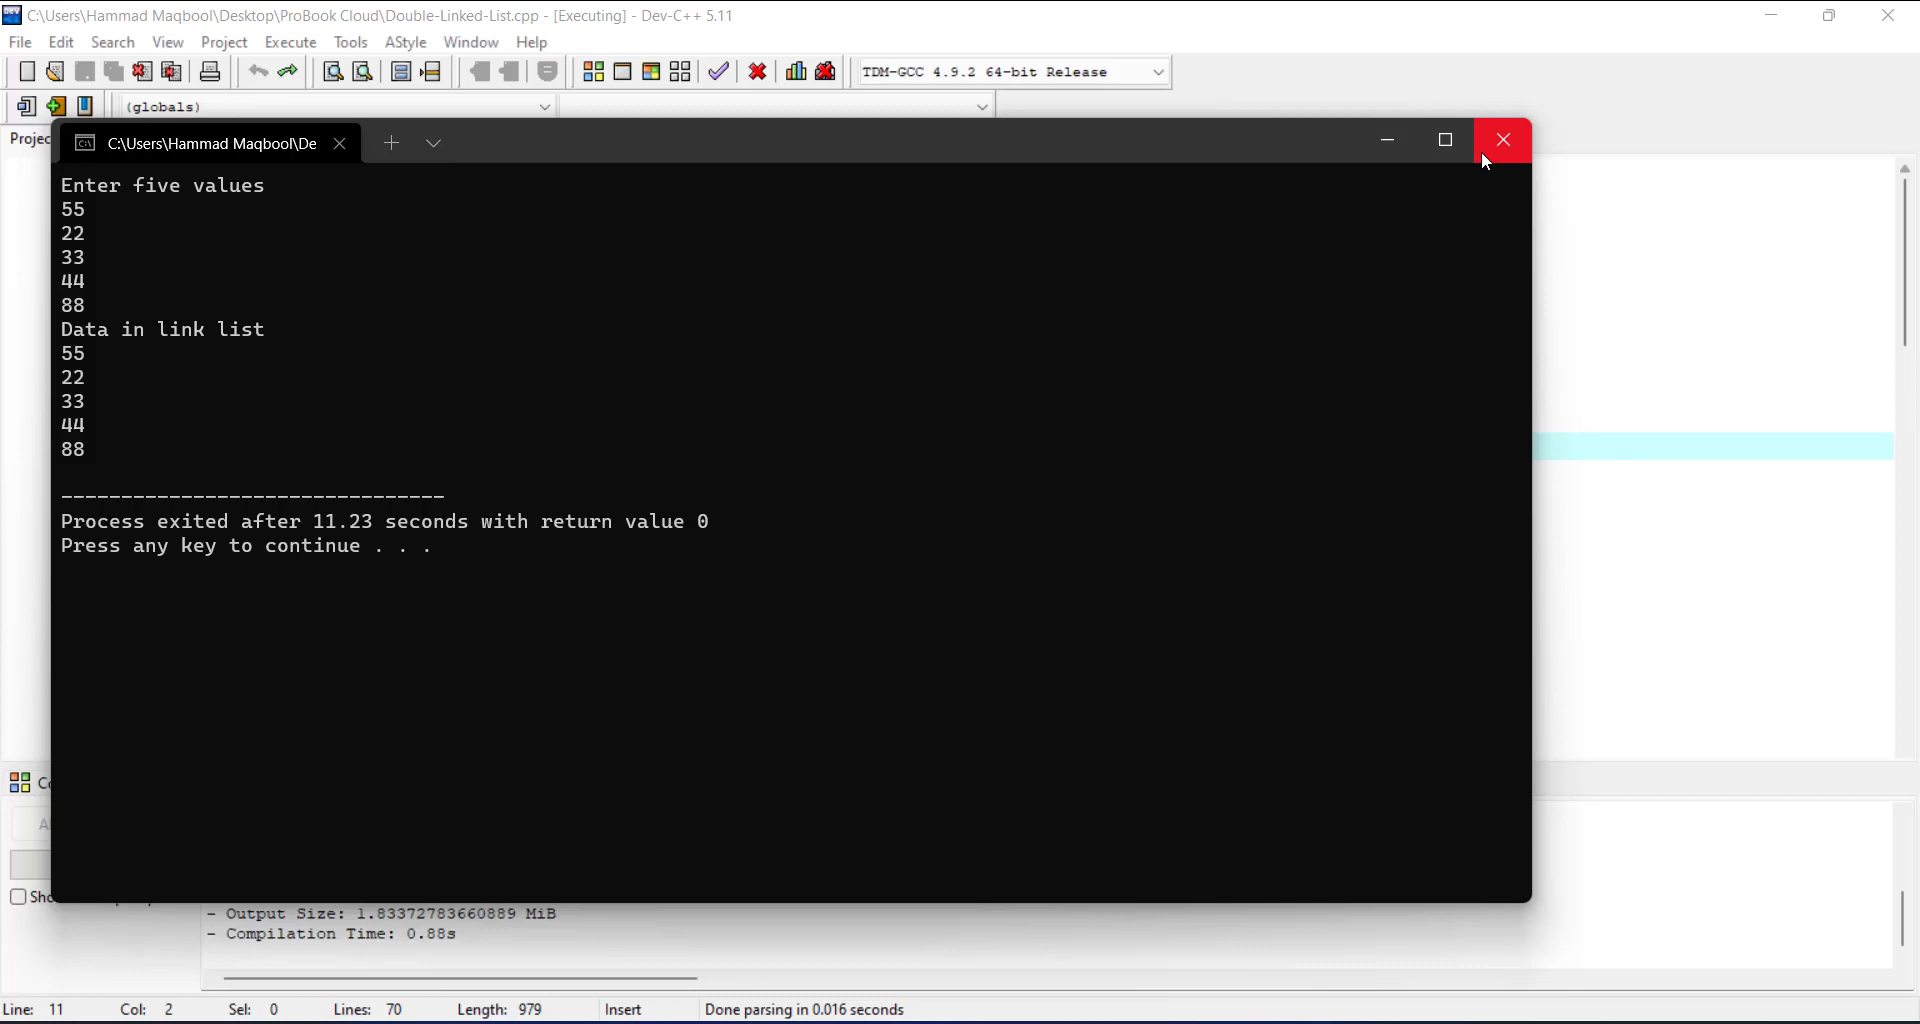 C:\Users\Hammad Maqbool\Desktop\ProBook Cloud\Double-Linked-List.cpp - [Executing] - Dev-C++ 5.11
File Edit Search View Project Execute Tools AStyle Window Help
TDM-GCC 4.9.2 64-bit Release
(globals)
Projec
C:\Users\Hammad Maqbool\De
Enter five values
55
22
33
44
88
Data in link list
55
22
33
44
88
--------------------------------
Process exited after 11.23 seconds with return value 0
Press any key to continue . . .
- Output Size: 1.83372783660889 MiB
- Compilation Time: 0.88s
Line: 11 Col: 2 Sel: 0 Lines: 70 Length: 979 Insert Done parsing in 0.016 seconds